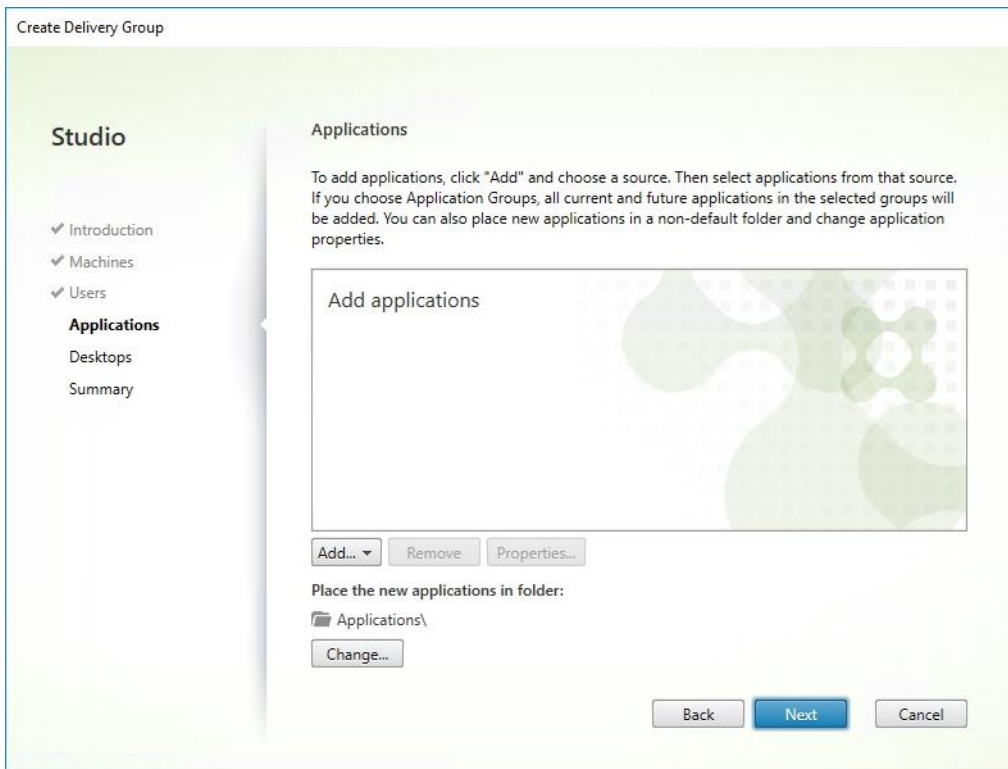 Create Delivery Group
Studio
✔ Introduction
✔ Machines
✔ Users
Applications
Desktops
Summary
Applications
To add applications, click "Add" and choose a source. Then select applications from that source.
If you choose Application Groups, all current and future applications in the selected groups will
be added. You can also place new applications in a non-default folder and change application
properties.
Add applications
Add...
Remove
Properties...
Place the new applications in folder:
Applications\
Change...
Back
Next
Cancel